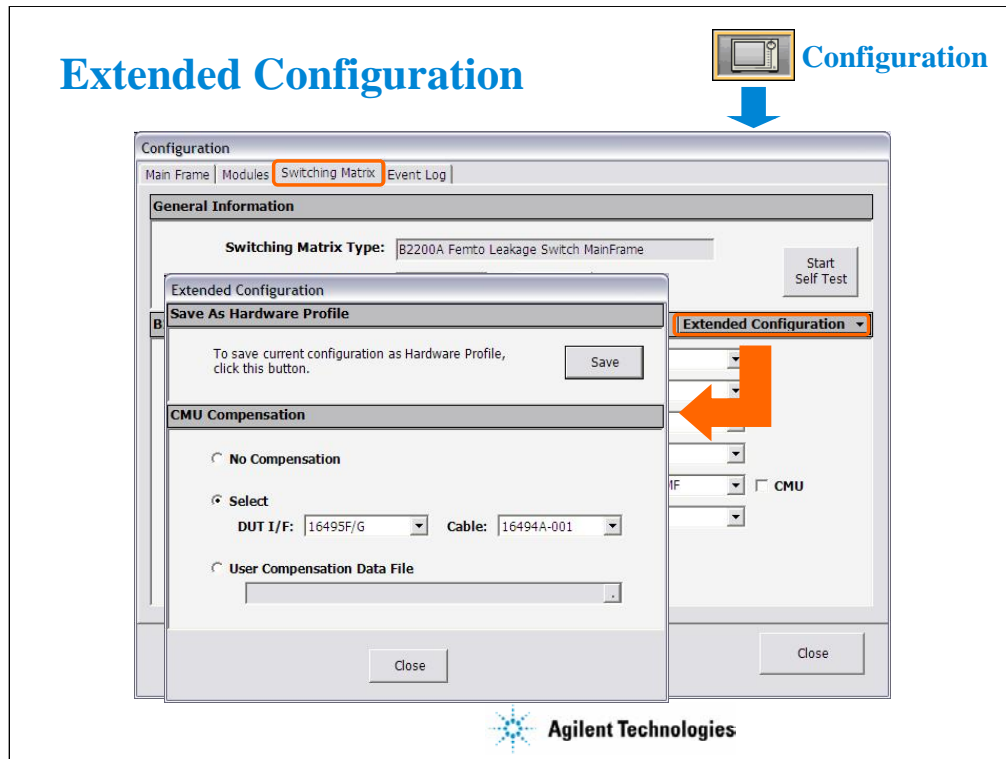 Extended Configuration
Configuration
Configuration
Main Frame Modules Switching Matrix Event Log
General Information
Switching Matrix Type: B2200A Femto Leakage Switch MainFrame
Start
Self Test
Extended Configuration
Extended Configuration
Save As Hardware Profile
To save current configuration as Hardware Profile,
click this button.
Save
CMU Compensation
No Compensation
CMU
Select
DUT I/F: 16495F/G Cable: 16494A-001
User Compensation Data File
.
Close
Close
Agilent Technologies